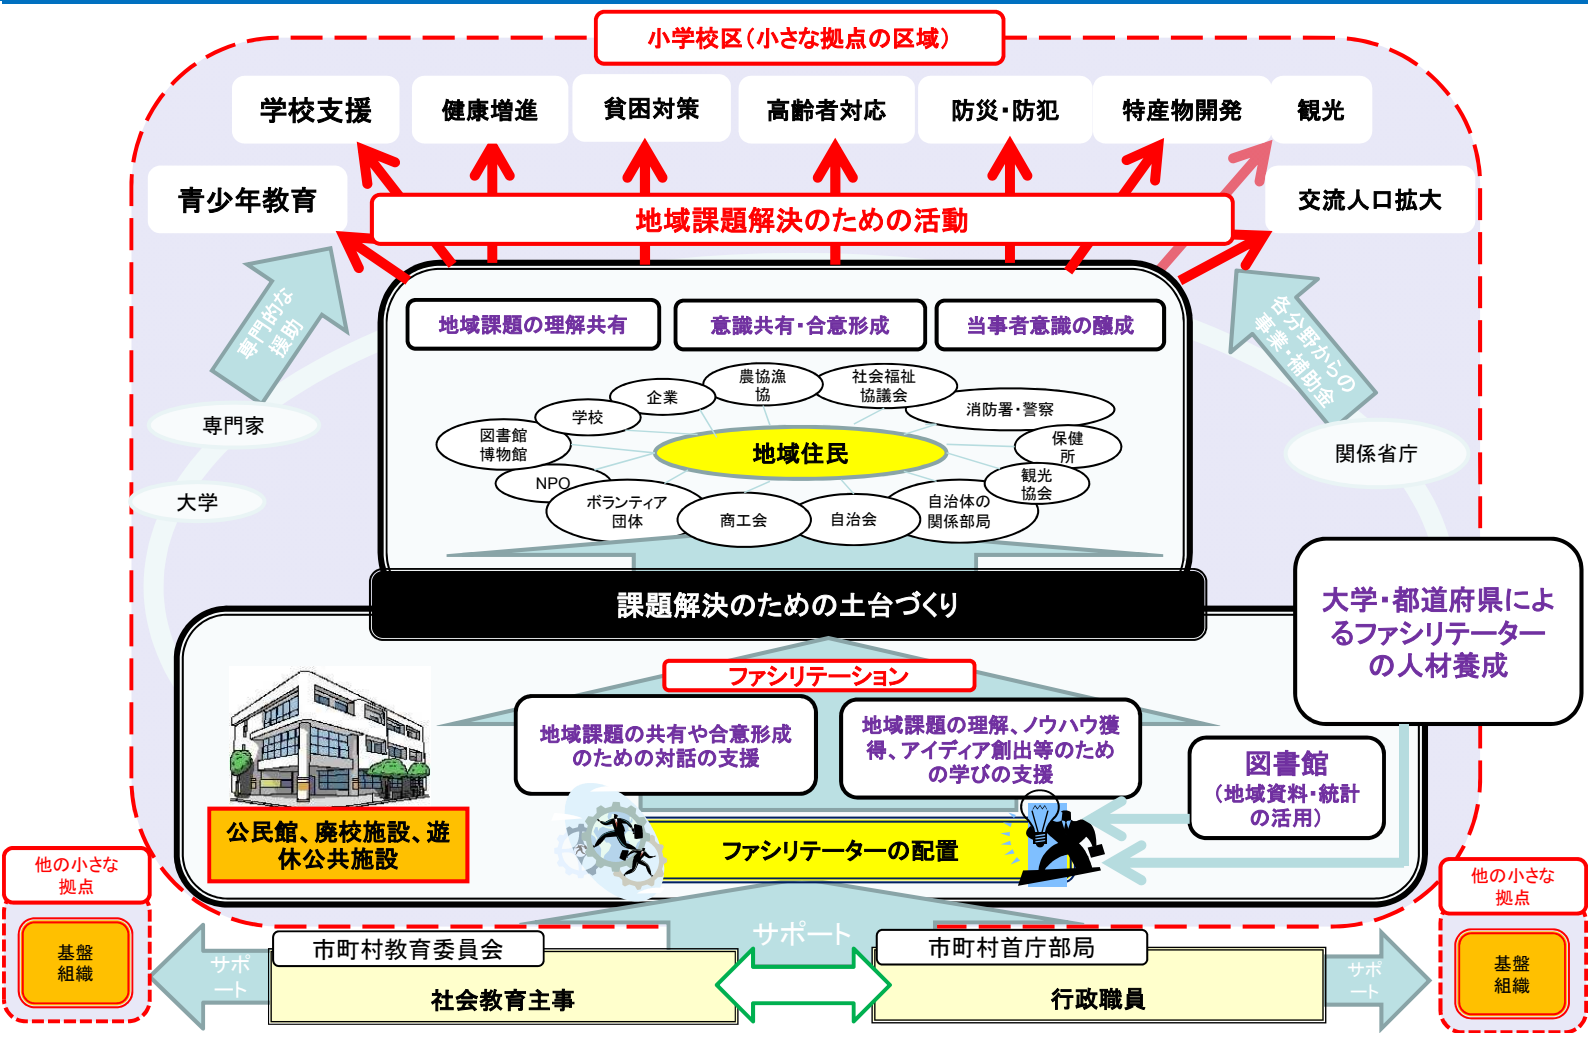 小学校区(小さな拠点の区域)
学校支援
健康増進
貧困対策
高齢者対応
防災・防犯
特産物開発
観光
青少年教育
交流人口拡大
地域課題解決のための活動
専門的な
援助
各分野からの
事業・補助金
地域課題の理解共有
意識共有・合意形成
当事者意識の醸成
農協漁
協
社会福祉
協議会
企業
消防署・警察
学校
図書館
博物館
保健
所
地域住民
NPO
観光
協会
ボランティア
団体
商工会
自治会
自治体の
関係部局
専門家
大学
関係省庁
課題解決のための土台づくり
大学・都道府県によ
るファシリテーター
の人材養成
ファシリテーション
地域課題の共有や合意形成
のための対話の支援
地域課題の理解、ノウハウ獲
得、アイディア創出等のため
の学びの支援
図書館
(地域資料・統計
の活用)
公民館、廃校施設、遊
休公共施設
ファシリテーターの配置
他の小さな
拠点
基盤
組織
他の小さな
拠点
基盤
組織
サポート
サポ
ート
サポ
ート
市町村教育委員会
社会教育主事
市町村首庁部局
行政職員